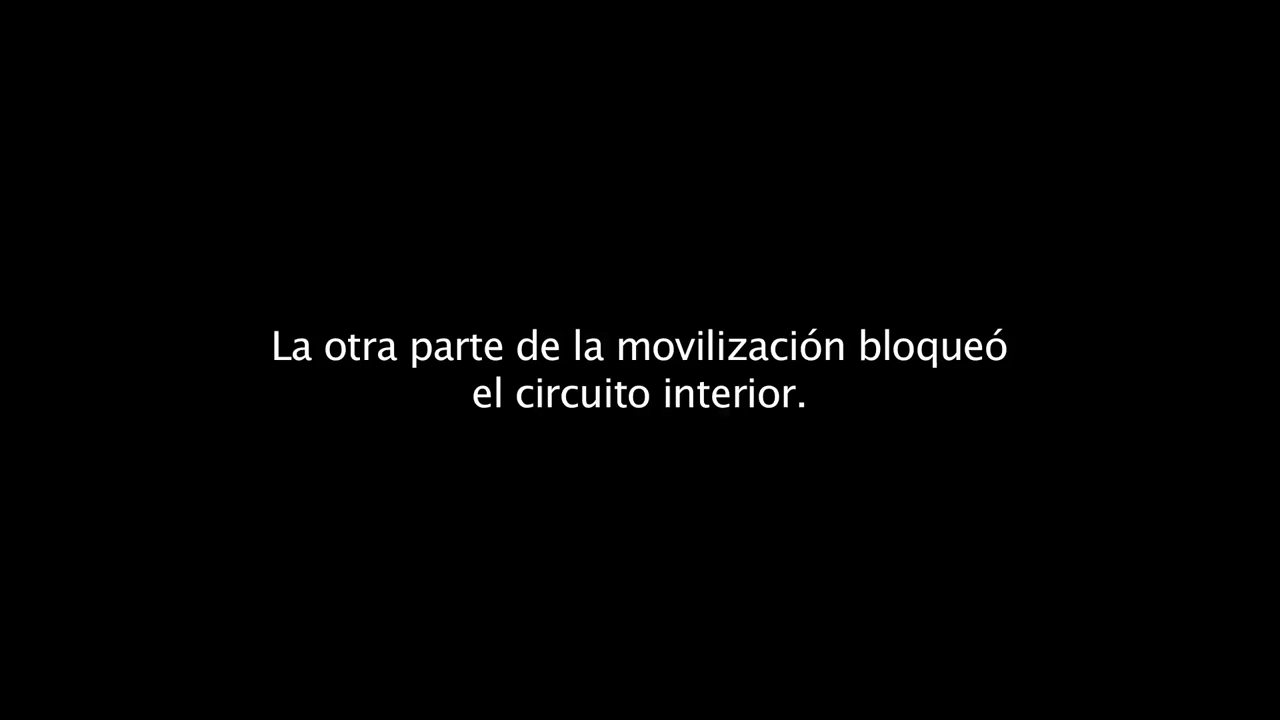 La otra parte de la movilización bloqueó
el circuito interior.